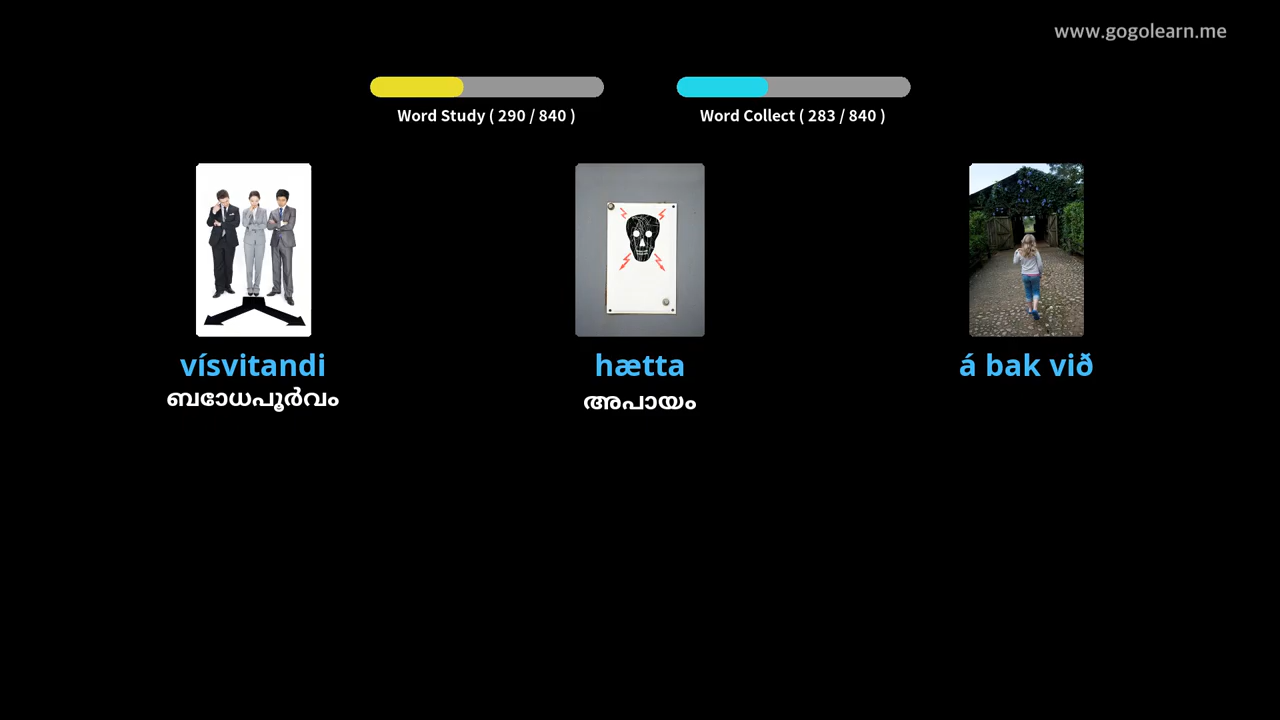 www.gogolearn.me
Word Study ( 290 / 840 )
Word Collect ( 283 / 840 )
vísvitandi
ബോധപൂർവം
hætta
അപായം
á bak við